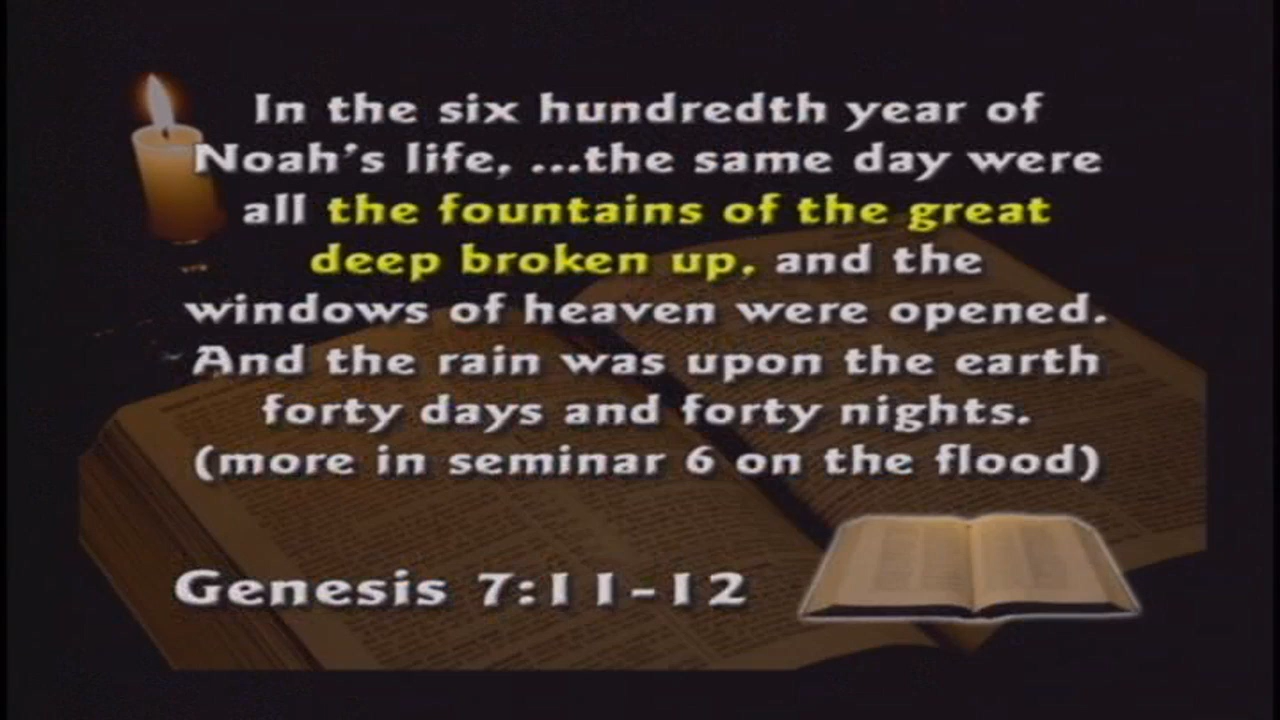 In the six hundredth year of
Noah's life, ...the same day were
all the fountains of the great
deep broken up, and the
windows of heaven were opened.
And the rain was upon the earth
forty days and forty nights.
(more in seminar 6 on the flood)
Genesis 7:11-12